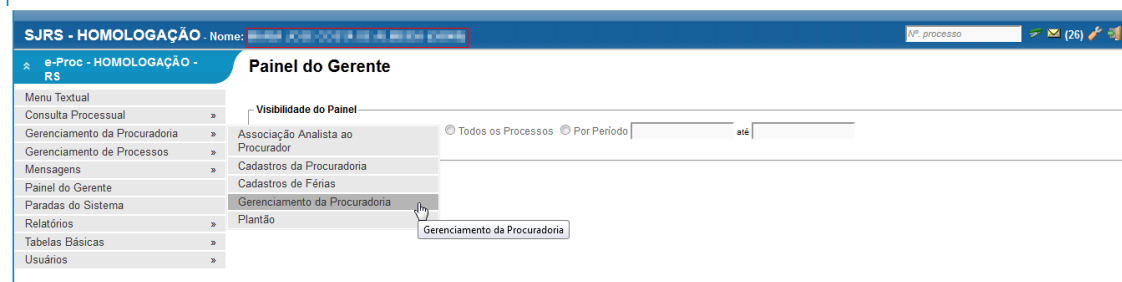 SJRS - HOMOLOGAÇÃO - Nome:
Nº. processo
(26)
e-Proc - HOMOLOGAÇÃO -
RS
Painel do Gerente
Menu Textual
Consulta Processual »
Gerenciamento da Procuradoria »
Gerenciamento de Processos »
Mensagens »
Painel do Gerente
Paradas do Sistema
Relatórios »
Tabelas Básicas »
Usuários »
Visibilidade do Painel
Todos os Processos Por Período até
Associação Analista ao
Procurador
Cadastros da Procuradoria
Cadastros de Férias
Gerenciamento da Procuradoria
Plantão
Gerenciamento da Procuradoria